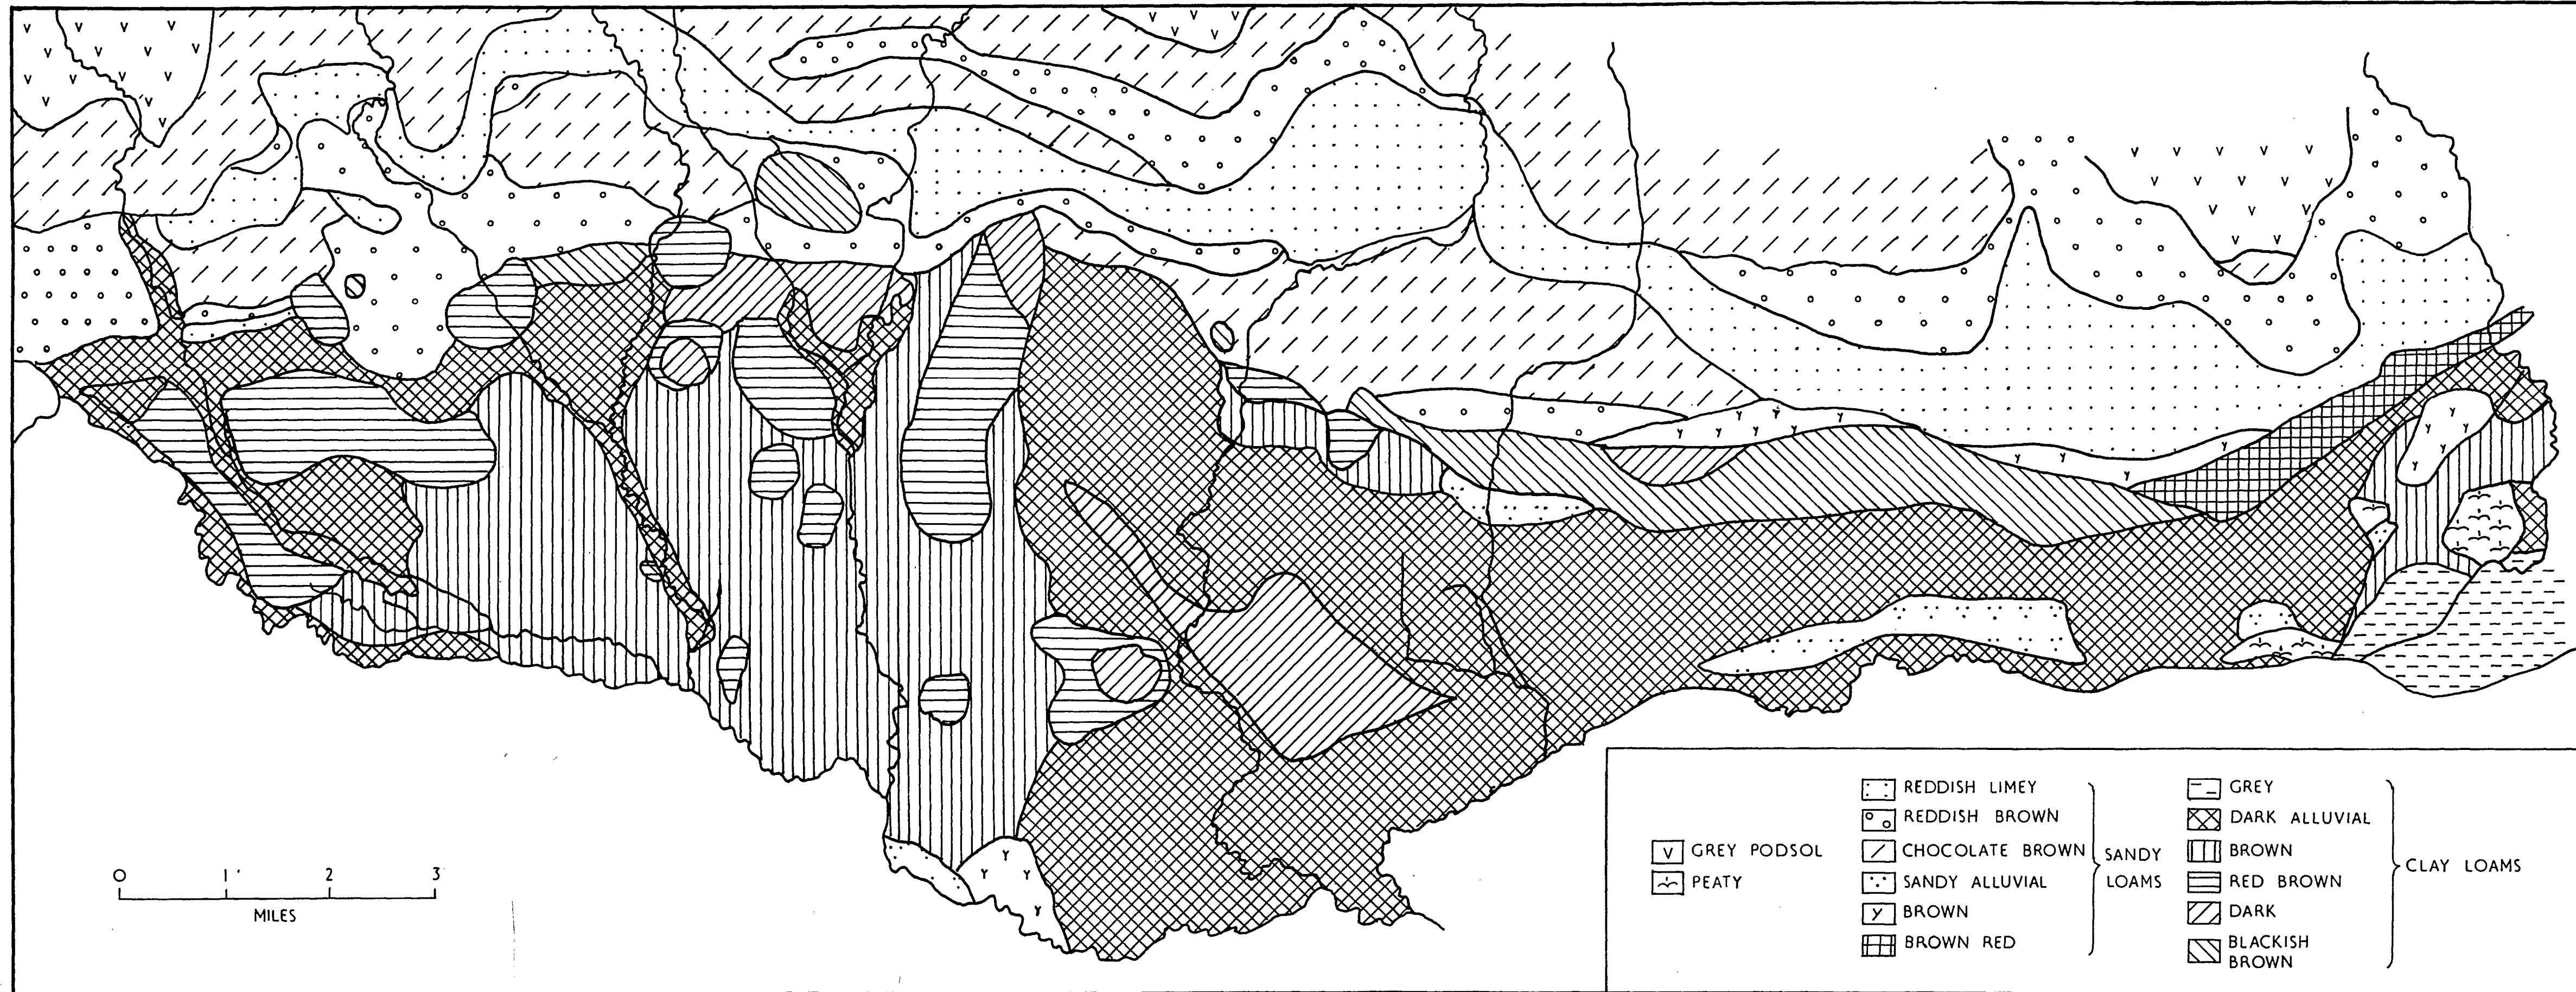 0 1 2 3
MILES
GREY PODSOL
PEATY
REDDISH LIMEY
REDDISH BROWN
CHOCOLATE BROWN
SANDY ALLUVIAL
BROWN
BROWN RED
SANDY
LOAMS
GREY
DARK ALLUVIAL
BROWN
RED BROWN
DARK
BLACKISH
BROWN
CLAY LOAMS